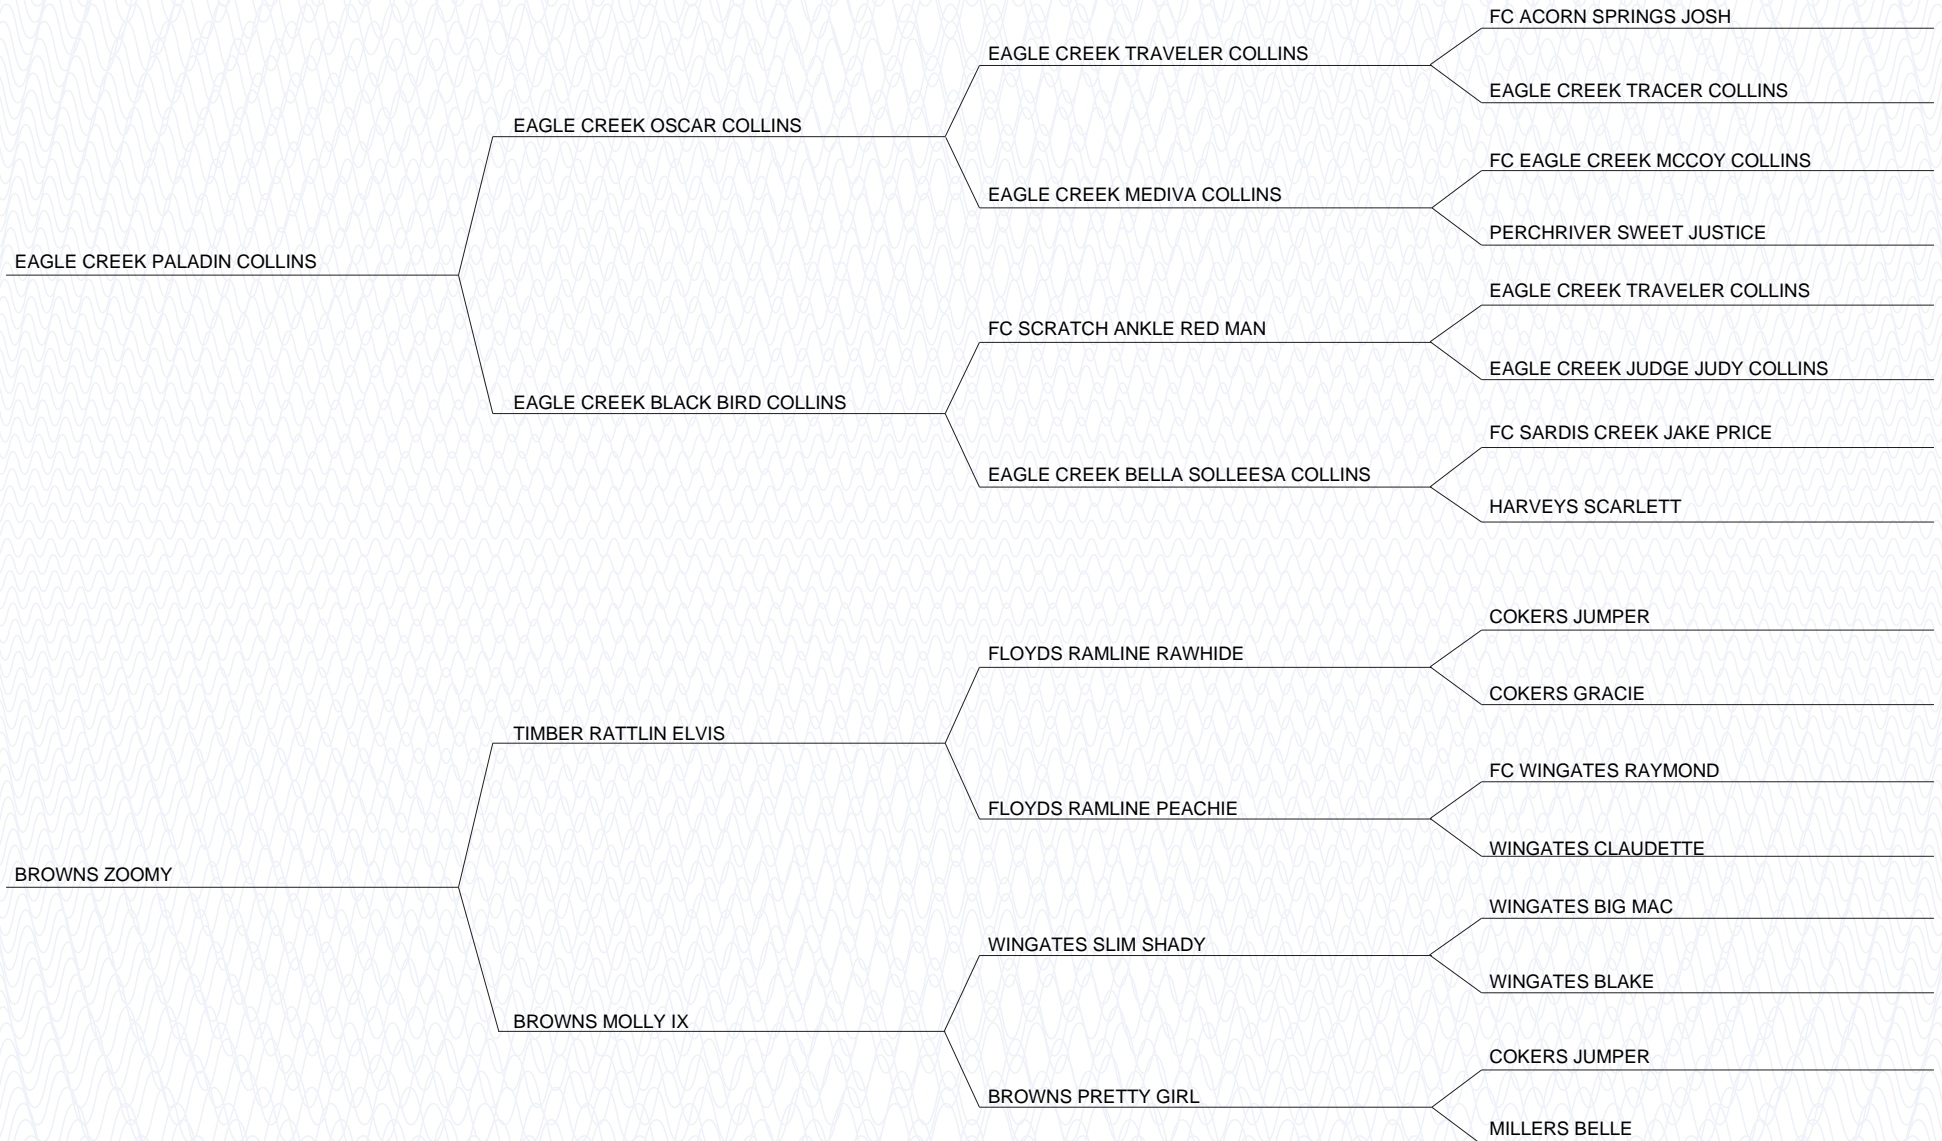 FC ACORN SPRINGS JOSH
EAGLE CREEK TRAVELER COLLINS
EAGLE CREEK TRACER COLLINS
EAGLE CREEK OSCAR COLLINS
FC EAGLE CREEK MCCOY COLLINS
EAGLE CREEK MEDIVA COLLINS
PERCHRIVER SWEET JUSTICE
EAGLE CREEK PALADIN COLLINS
EAGLE CREEK TRAVELER COLLINS
FC SCRATCH ANKLE RED MAN
EAGLE CREEK JUDGE JUDY COLLINS
EAGLE CREEK BLACK BIRD COLLINS
FC SARDIS CREEK JAKE PRICE
EAGLE CREEK BELLA SOLLEESA COLLINS
HARVEYS SCARLETT
COKERS JUMPER
FLOYDS RAMLINE RAWHIDE
COKERS GRACIE
TIMBER RATTLIN ELVIS
FC WINGATES RAYMOND
FLOYDS RAMLINE PEACHIE
WINGATES CLAUDETTE
BROWNS ZOOMY
WINGATES BIG MAC
WINGATES SLIM SHADY
WINGATES BLAKE
BROWNS MOLLY IX
COKERS JUMPER
BROWNS PRETTY GIRL
MILLERS BELLE